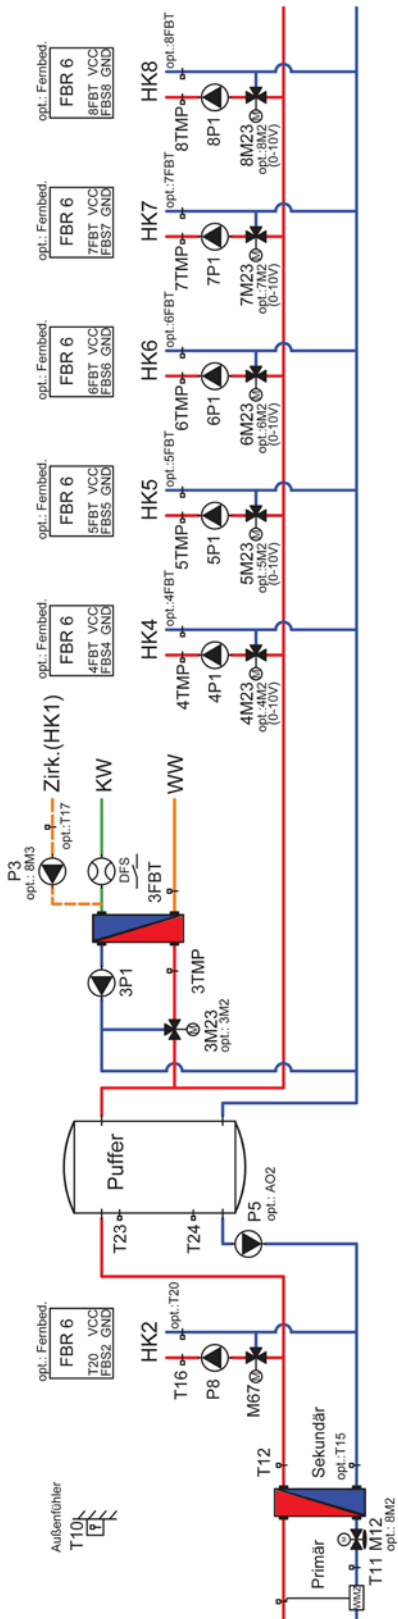 opt.: Fernbed.
FBR 6
8FBT VCC
FBS8 GND
HK8
opt.:8FBT
8TMP
8P1
8M23
opt.:8M2
(0-10V)
M
opt.: Fernbed.
FBR 6
7FBT VCC
FBS7 GND
HK7
opt.:7FBT
7TMP
7P1
7M23
opt.:7M2
(0-10V)
M
opt.: Fernbed.
FBR 6
6FBT VCC
FBS6 GND
HK6
opt.:6FBT
6TMP
6P1
6M23
opt.:6M2
(0-10V)
M
opt.: Fernbed.
FBR 6
5FBT VCC
FBS5 GND
HK5
opt.:5FBT
5TMP
5P1
5M23
opt.:5M2
(0-10V)
M
opt.: Fernbed.
FBR 6
4FBT VCC
FBS4 GND
HK4
opt.:4FBT
4TMP
4P1
4M23
opt.:4M2
(0-10V)
M
Zirk.(HK1)
opt.:T17
P3
opt.: 8M3
KW
DFS
WW
3FBT
3P1
3TMP
3M23
opt.: 3M2
M
Puffer
T23
T24
P5
opt.: AO2
opt.: Fernbed.
FBR 6
T20 VCC
FBS2 GND
HK2
opt.:T20
T16
P8
M67
M
Außenfühler
T10
T12
Sekundär
opt.:T15
Primär
M
T11 M12
opt.: 8M2
WMZ